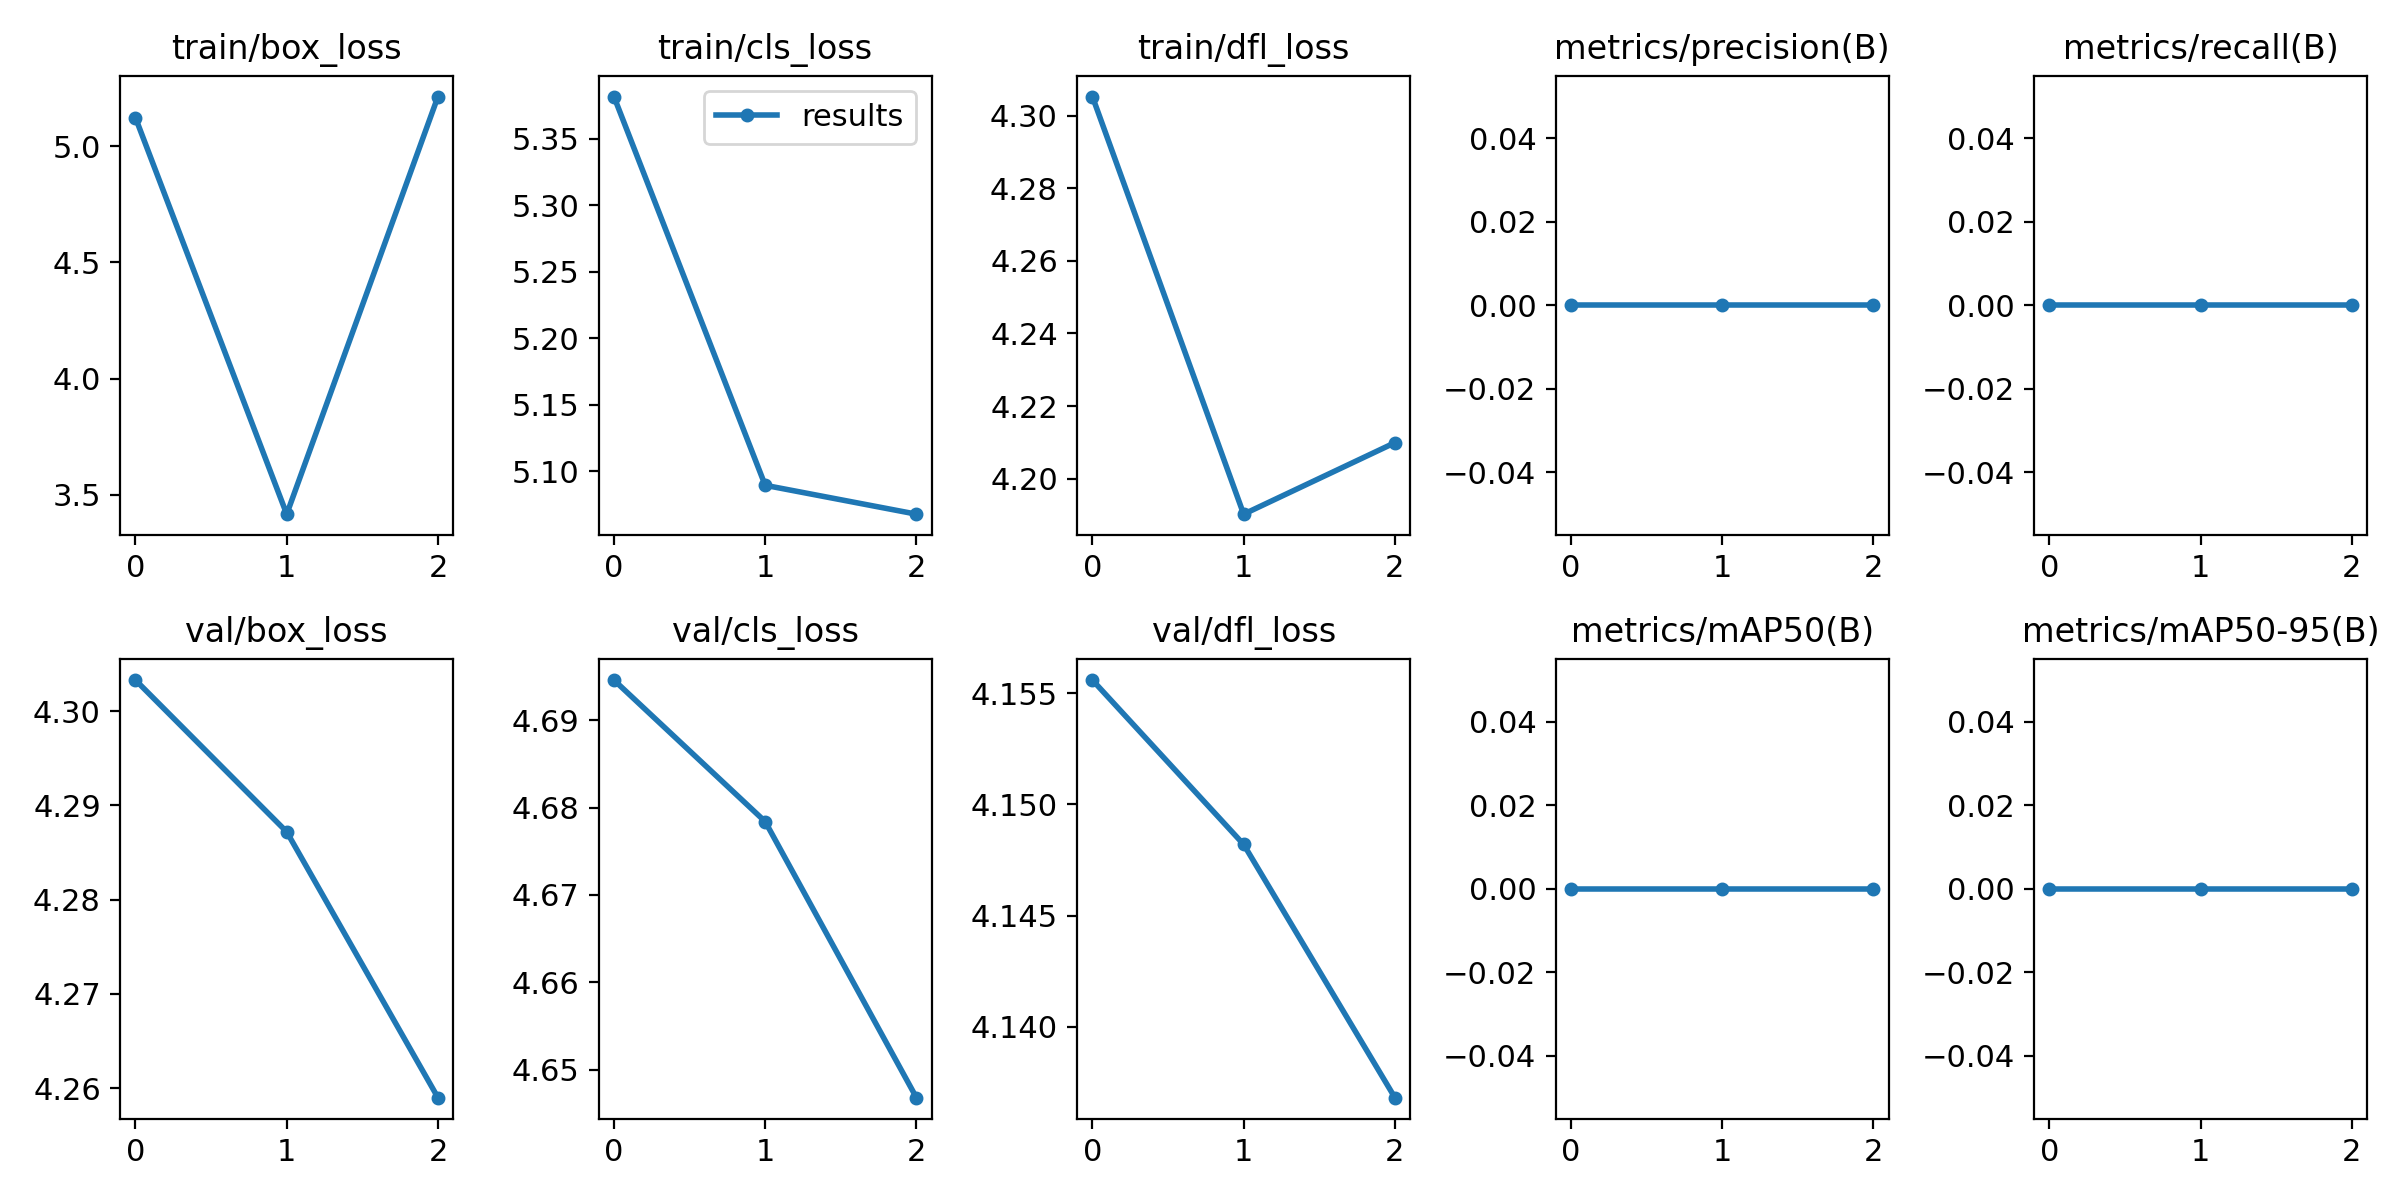 train/box_loss
train/cls_loss
train/dfl_loss
metrics/precision(B)
metrics/recall(B)
5.0
4.5
4.0
3.5
0 1 2
results
5.35
5.30
5.25
5.20
5.15
5.10
0 1 2
4.30
4.28
4.26
4.24
4.22
4.20
0 1 2
0.04
0.02
0.00
−0.02
−0.04
0 1 2
0.04
0.02
0.00
−0.02
−0.04
0 1 2
val/box_loss
val/cls_loss
val/dfl_loss
metrics/mAP50(B)
metrics/mAP50-95(B)
4.30
4.29
4.28
4.27
4.26
0 1 2
4.69
4.68
4.67
4.66
4.65
0 1 2
4.155
4.150
4.145
4.140
0 1 2
0.04
0.02
0.00
−0.02
−0.04
0 1 2
0.04
0.02
0.00
−0.02
−0.04
0 1 2